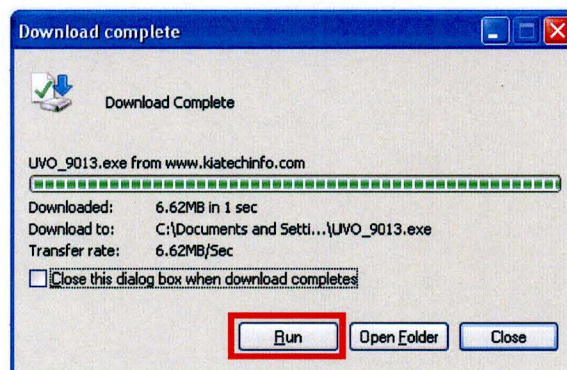 Download complete
Download Complete
UVO_9013.exe from www.kiatechinfo.com
Downloaded: 6.62MB in 1 sec
Download to: C:\Documents and Setti...\UVO_9013.exe
Transfer rate: 6.62MB/Sec
Close this dialog box when download completes
Run Open Folder Close